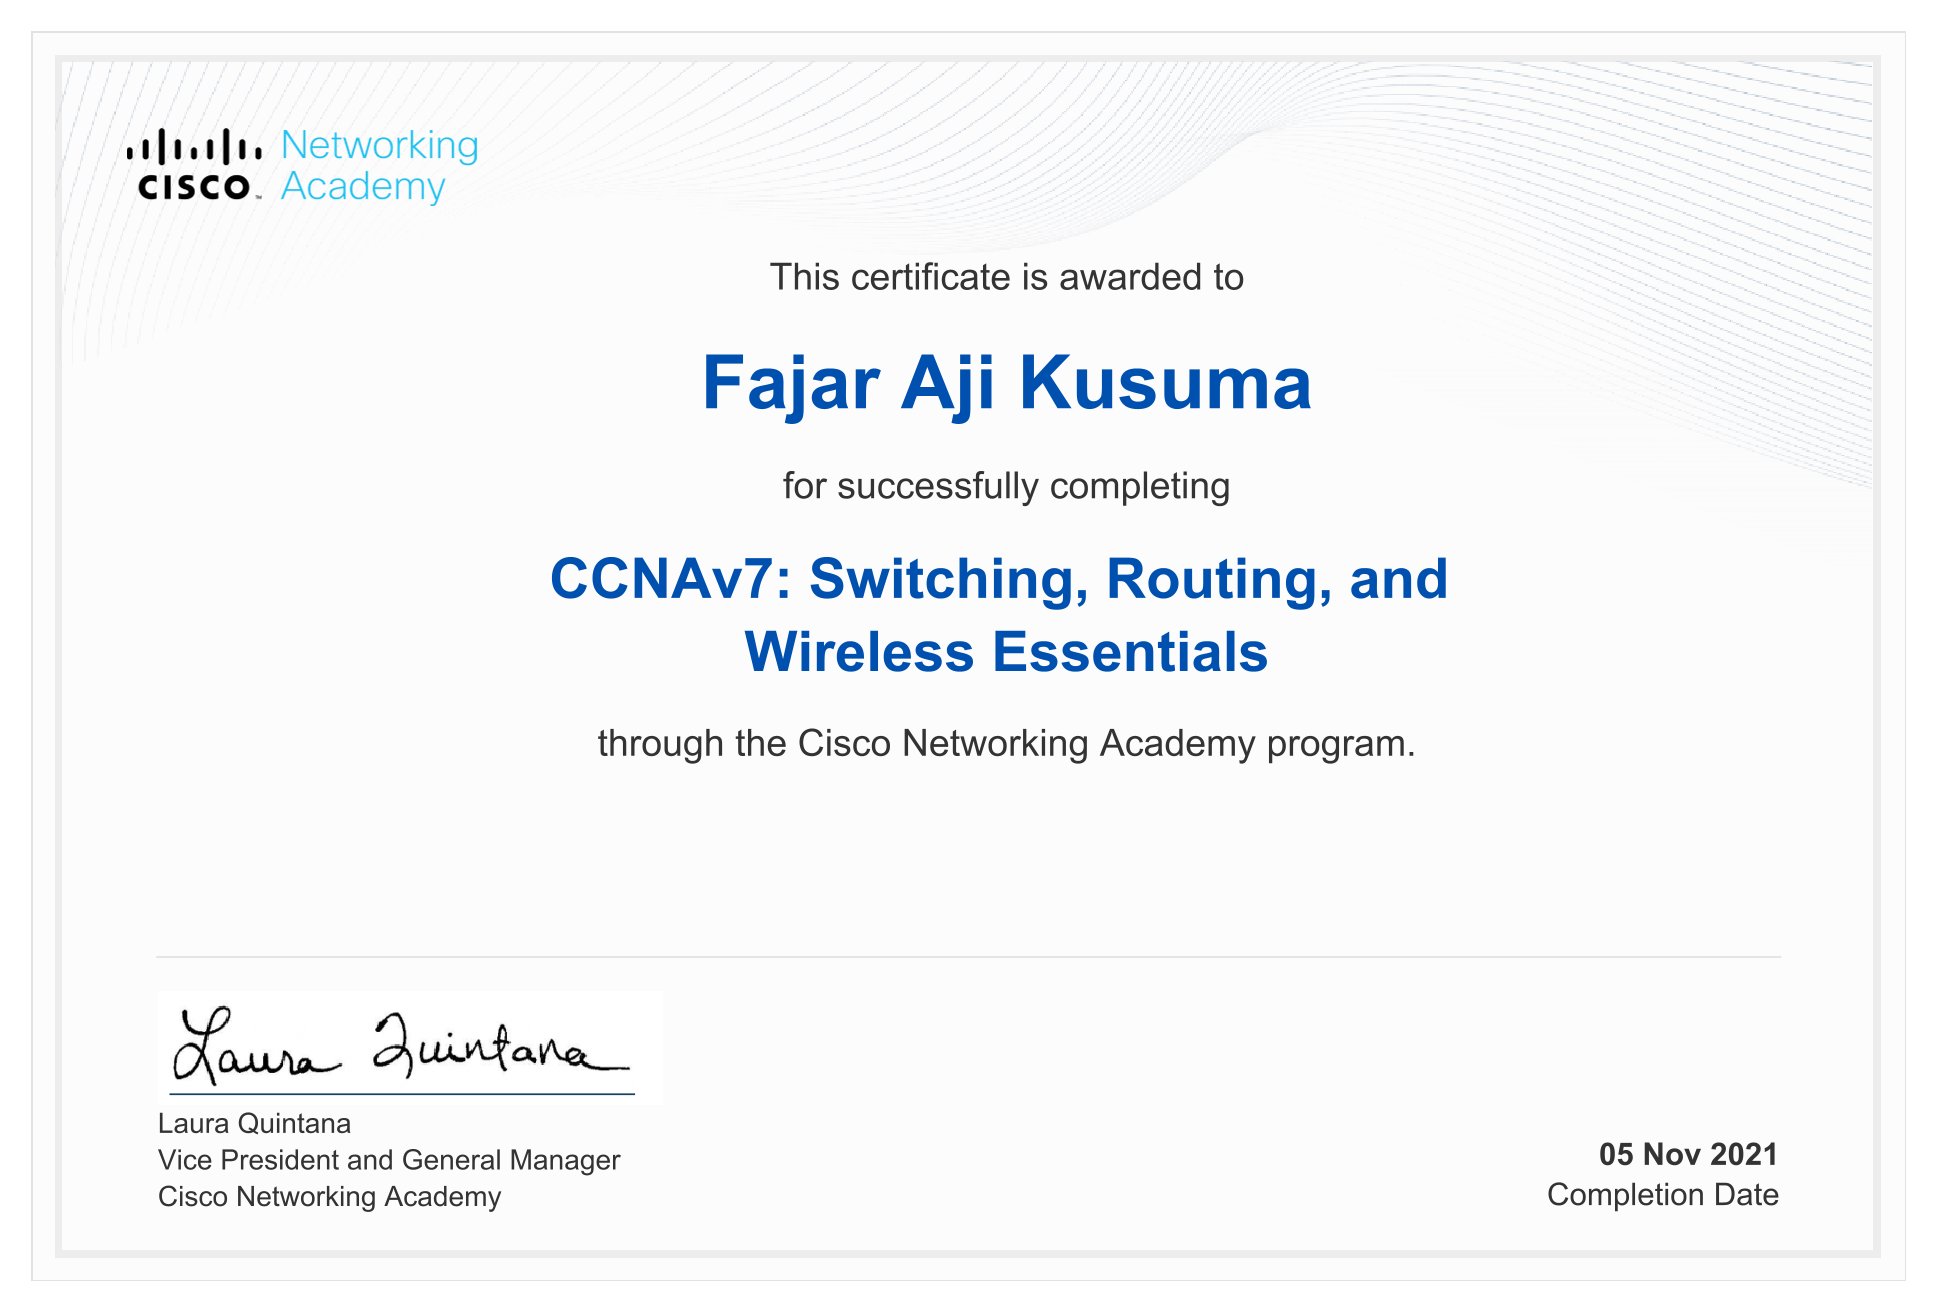 Networking
CISCO™ Academy
This certificate is awarded to
Fajar Aji Kusuma
for successfully completing
CCNAv7: Switching, Routing, and
Wireless Essentials
through the Cisco Networking Academy program.
Laura Quintana
Laura Quintana
Vice President and General Manager
Cisco Networking Academy
05 Nov 2021
Completion Date